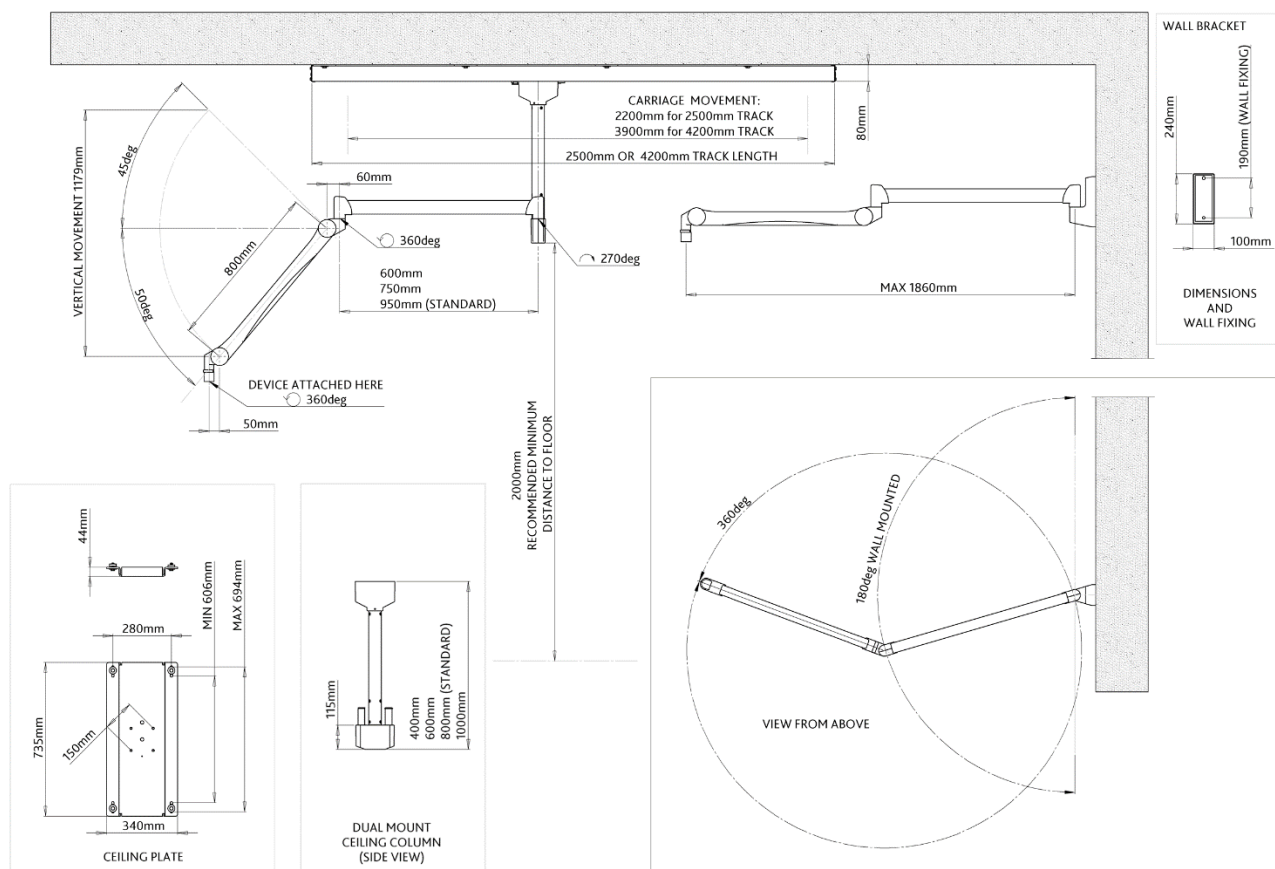 WALL BRACKET
240mm
190mm (WALL FIXING)
100mm
DIMENSIONS
AND
WALL FIXING
CARRIAGE MOVEMENT:
2200mm for 2500mm TRACK
3900mm for 4200mm TRACK
2500mm OR 4200mm TRACK LENGTH
80mm
45deg
VERTICAL MOVEMENT 1179mm
50deg
60mm
800mm
360deg
270deg
600mm
750mm
950mm (STANDARD)
MAX 1860mm
DEVICE ATTACHED HERE
360deg
50mm
2000mm
RECOMMENDED MINIMUM
DISTANCE TO FLOOR
44mm
280mm
MIN 606mm
MAX 694mm
735mm
150mm
340mm
CEILING PLATE
115mm
400mm
600mm
800mm (STANDARD)
1000mm
DUAL MOUNT
CEILING COLUMN
(SIDE VIEW)
360deg
180deg WALL MOUNTED
VIEW FROM ABOVE